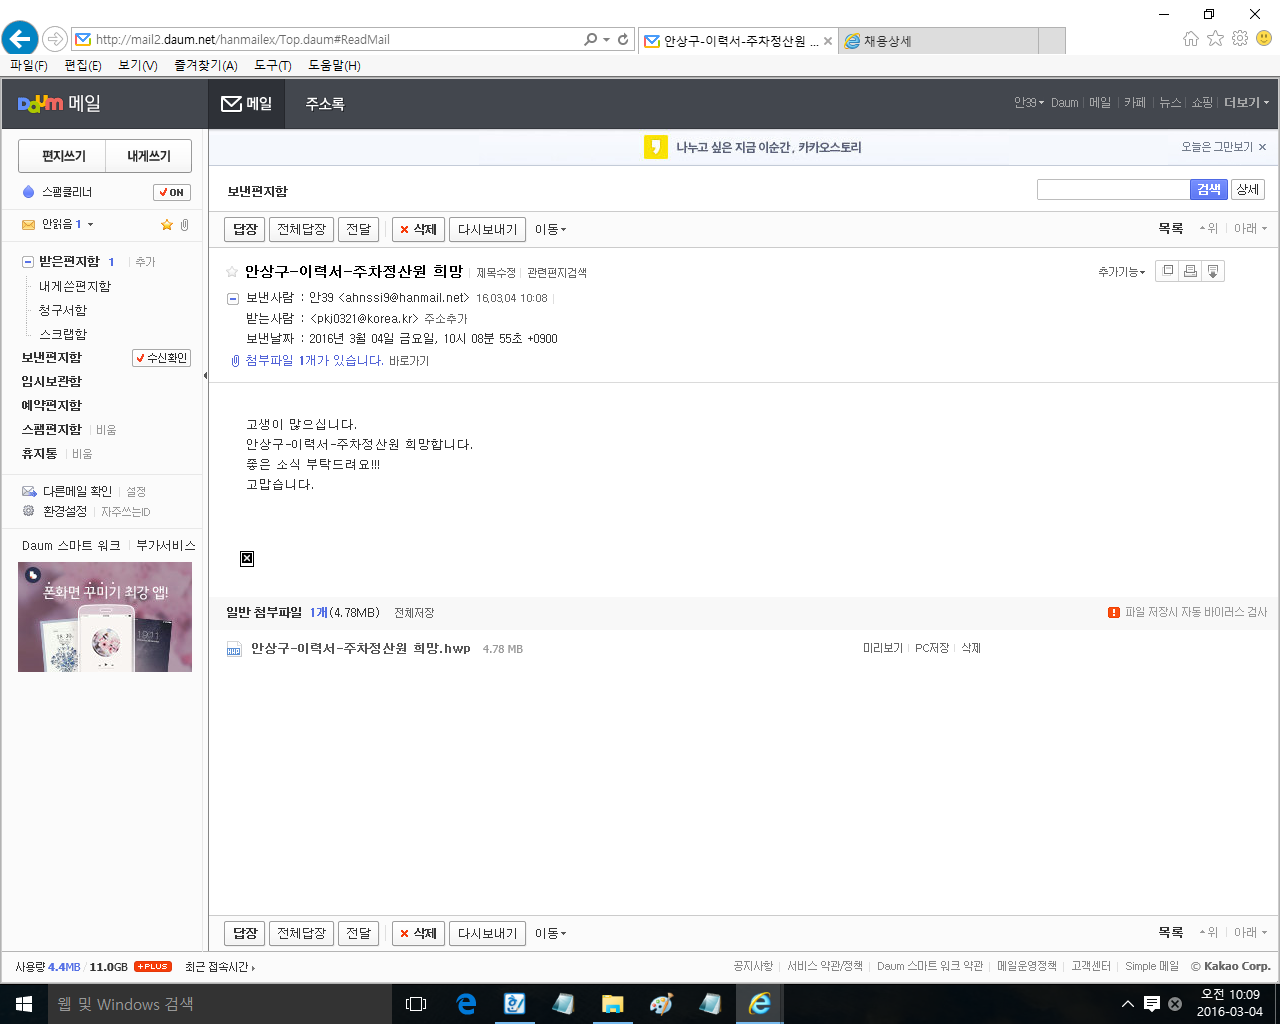 http://mail2.daum.net/hanmailex/Top.daum#ReadMail
안상구-이력서-주차정산원 ...
채용상세
파일(F) 편집(E) 보기(V) 즐겨찾기(A) 도구(T) 도움말(H)
Daum 메일
메일 주소록
안39 Daum 메일 카페 뉴스 쇼핑 더보기
편지쓰기 내게쓰기
나누고 싶은 지금 이순간, 카카오스토리
오늘은 그만보기
스팸클리너 ON
보낸편지함
검색 상세
안읽음 1
답장 전체답장 전달 삭제 다시보내기 이동
목록 위 아래
받은편지함 1 추가
내게쓴편지함
청구서함
스크랩함
보낸편지함 수신확인
임시보관함
예약편지함
스팸편지함 비움
휴지통 비움
다른메일 확인 설정
환경설정 자주쓰는ID
Daum 스마트 워크 부가서비스
폰화면 꾸미기 최강 앱!
안상구-이력서-주차정산원 희망 제목수정 관련편지검색
추가기능
보낸사람 : 안39 <ahnssi9@hanmail.net> 16.03.04 10:08
받는사람 : <pkj0321@korea.kr> 주소추가
보낸날짜 : 2016년 3월 04일 금요일, 10시 08분 55초 +0900
첨부파일 1개가 있습니다. 바로가기
고생이 많으십니다.
안상구-이력서-주차정산원 희망합니다.
좋은 소식 부탁드려요!!!
고맙습니다.
일반 첨부파일 1개(4.78MB) 전체저장
파일 저장시 자동 바이러스 검사
안상구-이력서-주차정산원 희망.hwp 4.78 MB
미리보기 PC저장 삭제
답장 전체답장 전달 삭제 다시보내기 이동
목록 위 아래
사용량 4.4MB / 11.0GB +PLUS 최근 접속시간
공지사항 서비스 약관/정책 Daum 스마트 워크 약관 메일운영정책 고객센터 Simple 메일 © Kakao Corp.
웹 및 Windows 검색
오전 10:09
2016-03-04